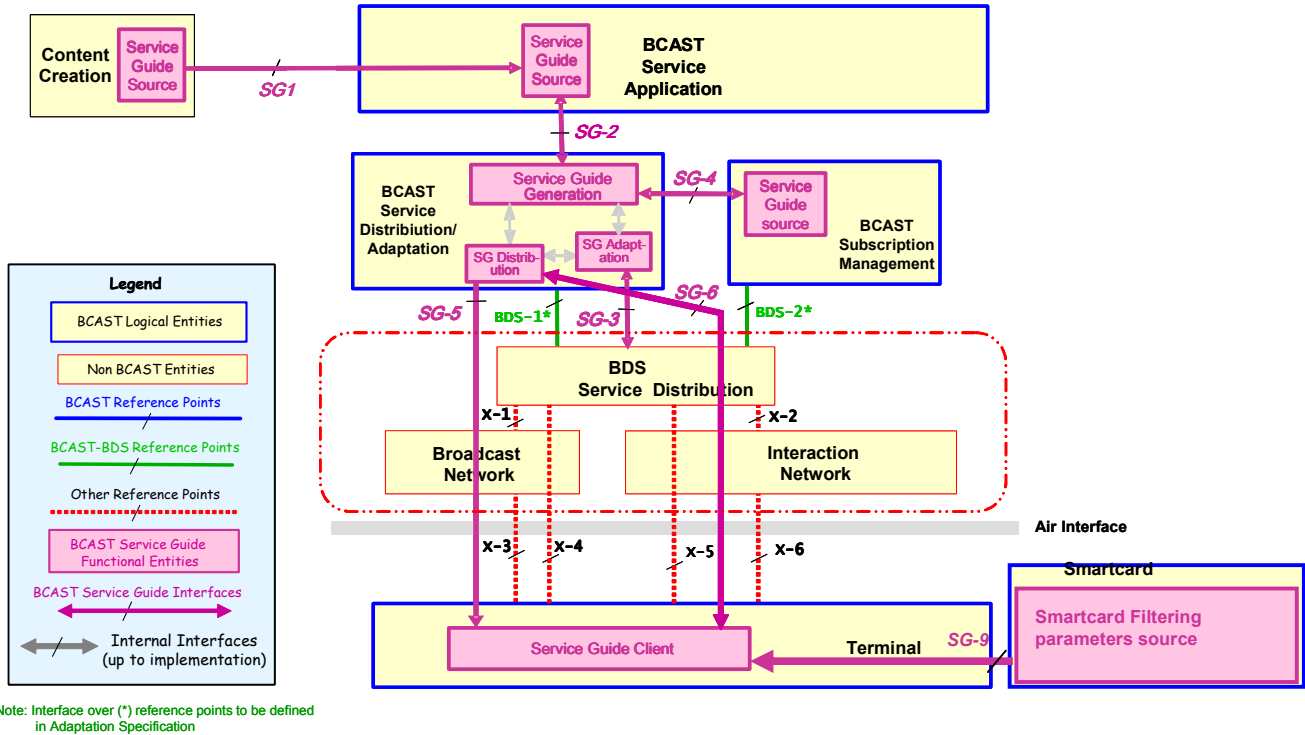 Content
Creation
Service
Guide
Source
SG1
Service
Guide
Source
BCAST
Service
Application
SG-2
BCAST
Service
Distribiution/
Adaptation
Service Guide
Generation
SG Distrib-
ution
SG Adapt-
ation
SG-4
Service
Guide
source
BCAST
Subscription
Management
SG-5
BDS-1*
SG-3
SG-6
BDS-2*
Legend
BCAST Logical Entities
Non BCAST Entities
BCAST Reference Points
BCAST-BDS Reference Points
Other Reference Points
BCAST Service Guide
Functional Entities
BCAST Service Guide Interfaces
Internal Interfaces
(up to implementation)
BDS
Service Distribution
X-1
X-2
Broadcast
Network
Interaction
Network
Air Interface
X-3
X-4
X-5
X-6
Smartcard
Smartcard Filtering
parameters source
Service Guide Client
Terminal
SG-9
Note: Interface over (*) reference points to be defined
in Adaptation Specification